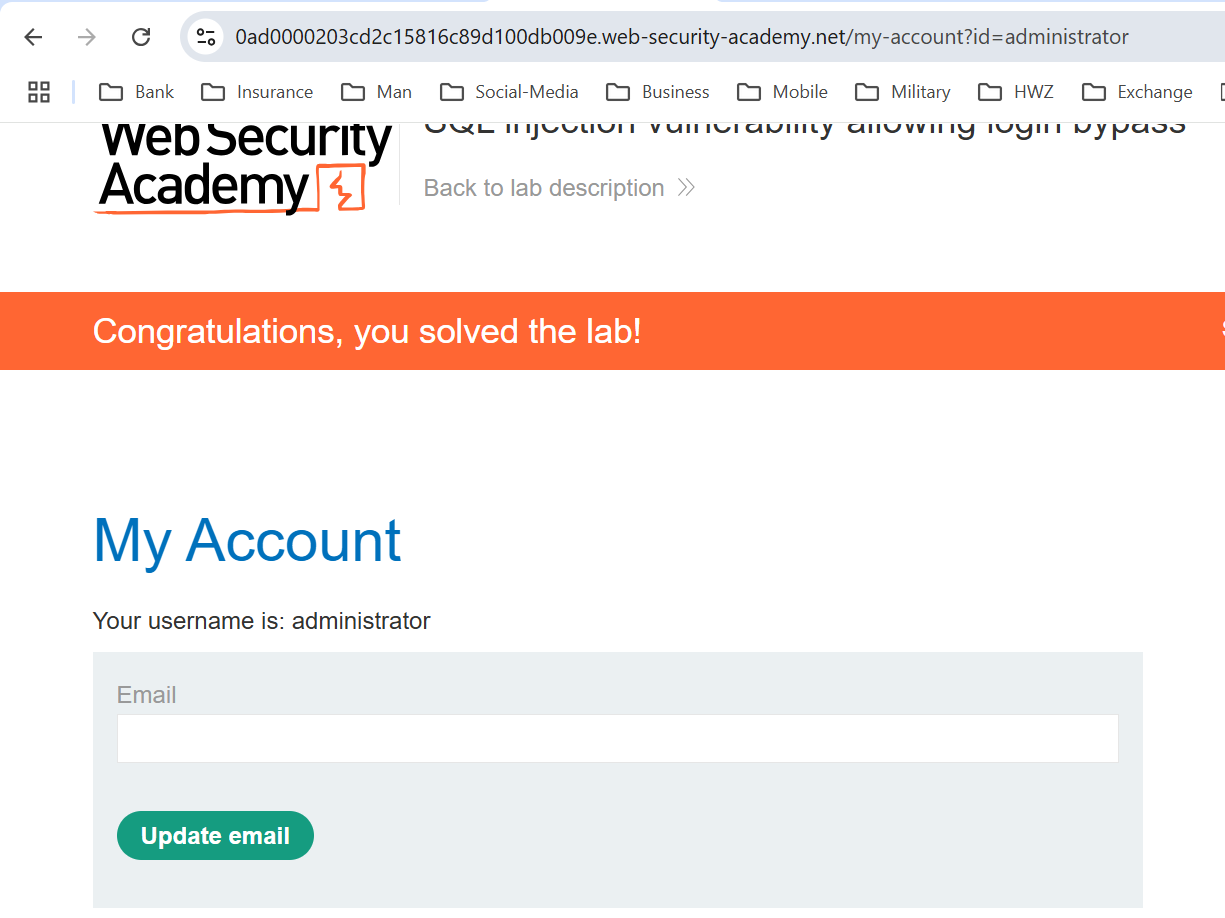 0ad0000203cd2c15816c89d100db009e.web-security-academy.net/my-account?id=administrator
Bank Insurance Man Social-Media Business Mobile Military HWZ Exchange
Web Security
Academy
SQL injection vulnerability allowing login bypass
Back to lab description
Congratulations, you solved the lab!
My Account
Your username is: administrator
Email
Update email